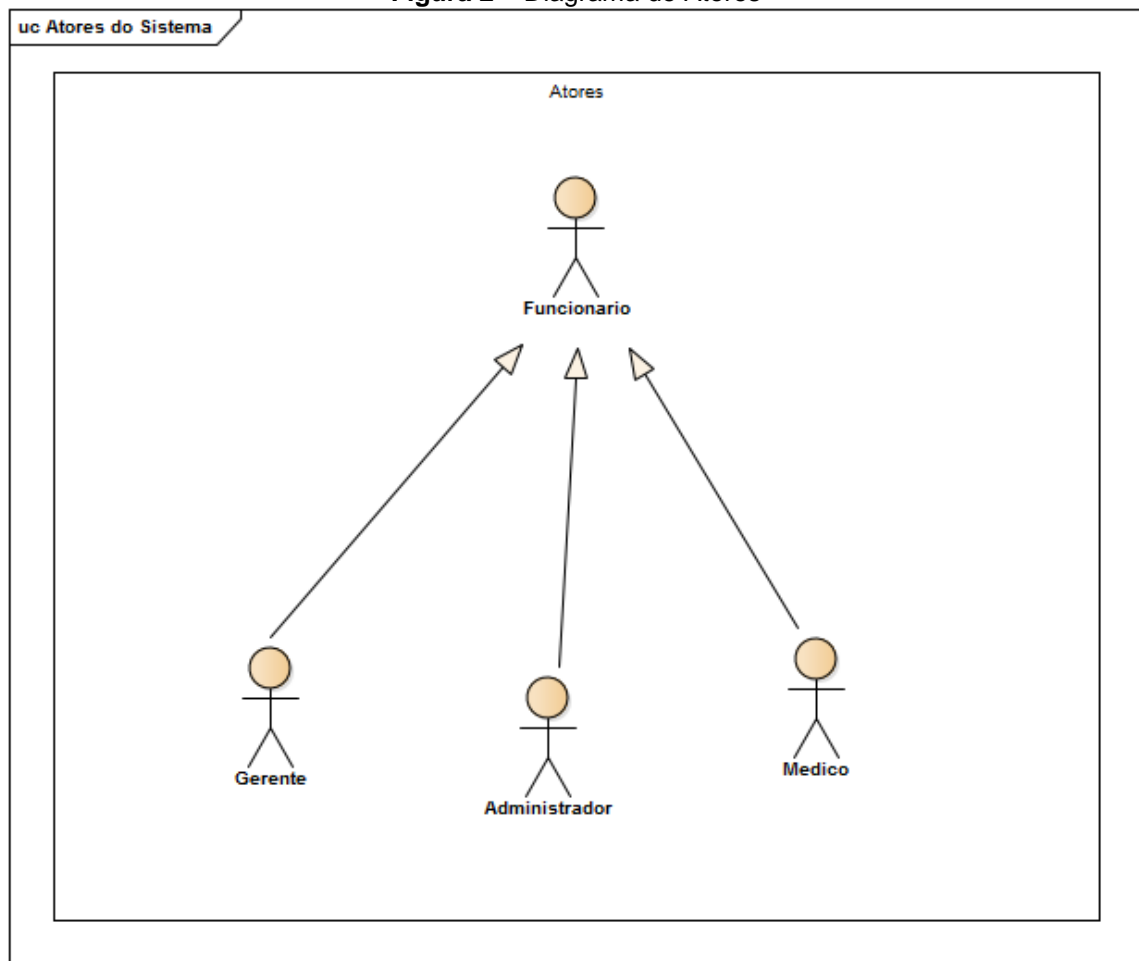 Figura 2 – Diagrama de Atores
uc Atores do Sistema
Atores
Funcionario
Gerente
Administrador
Medico